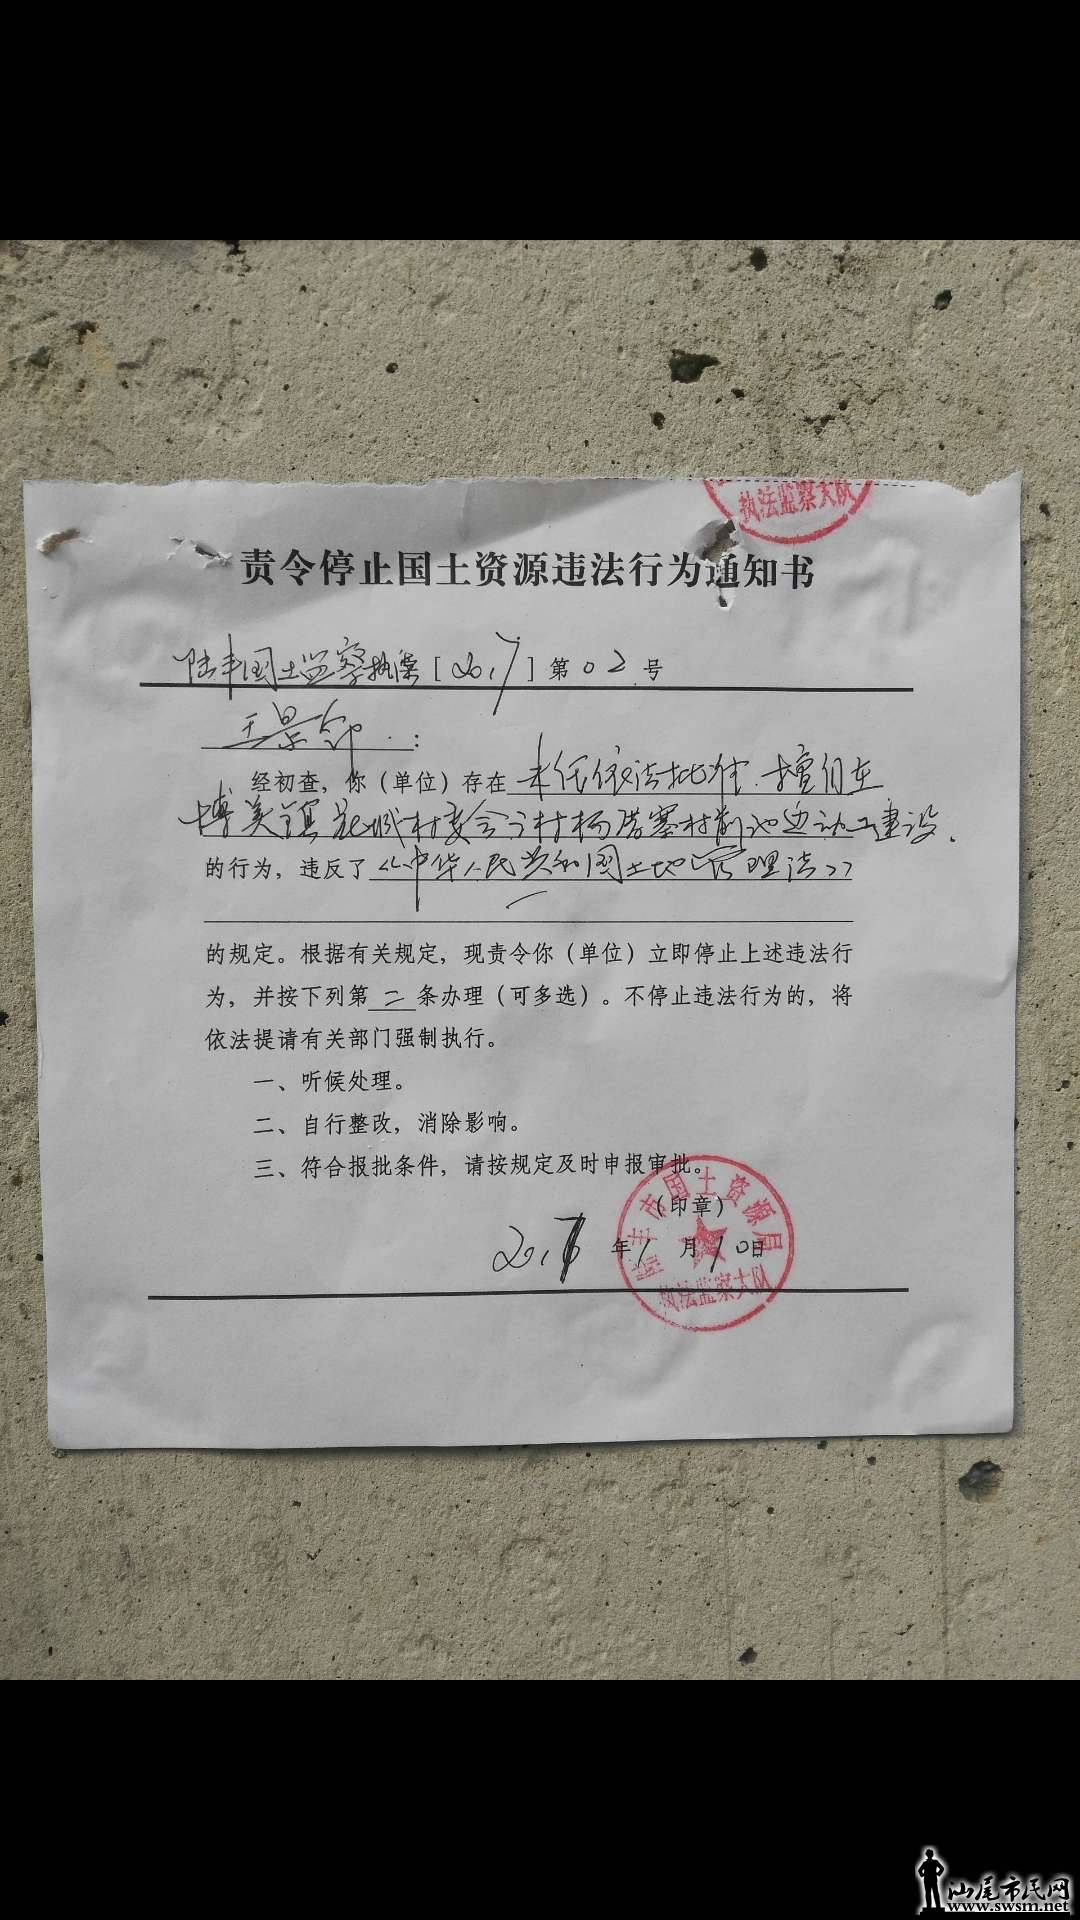 执法监察大队
责令停止国土资源违法行为通知书
陆丰国土监察执保[2017]第02号
王景
经初查，你（单位）存在未经依法批准.擅自在
博美镇花城村委会 村 寨村前池边动工建设.
的行为，违反了《中华人民共和国土地管理法》
的规定。根据有关规定，现责令你（单位）立即停止上述违法行
为，并按下列第二条办理（可多选）。不停止违法行为的，将
依法提请有关部门强制执行。
一、听候处理。
二、自行整改，消除影响。
三、符合报批条件，请按规定及时申报审批。
（印章）
2017年1月10日
陆丰市国土资源局
执法监察大队
汕尾市民网
www.swsm.net